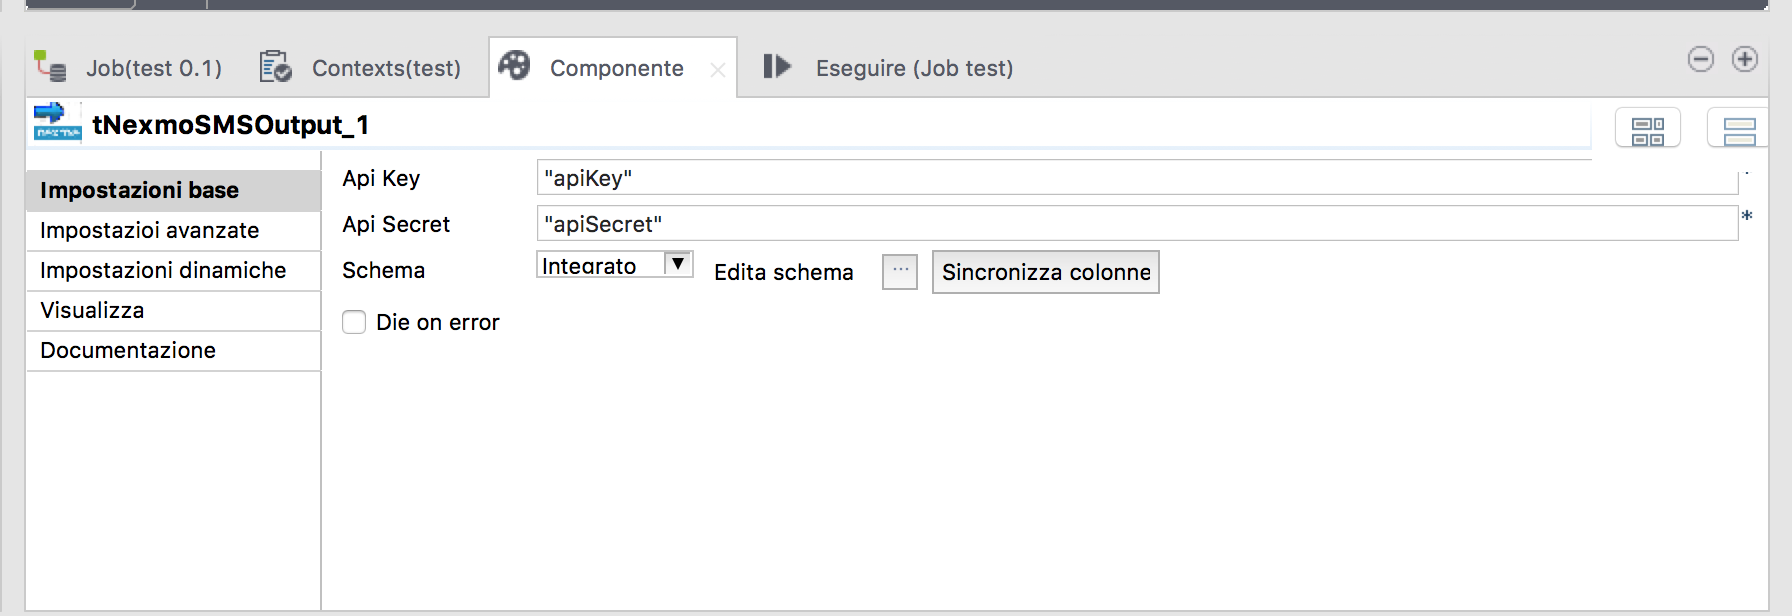 Job(test 0.1)
Contexts(test)
Componente
Eseguire (Job test)
tNexmoSMSOutput_1
Impostazioni base
Impostazioi avanzate
Impostazioni dinamiche
Visualizza
Documentazione
Api Key "apiKey"
Api Secret "apiSecret" *
Schema Integrato Edita schema ... Sincronizza colonne
Die on error